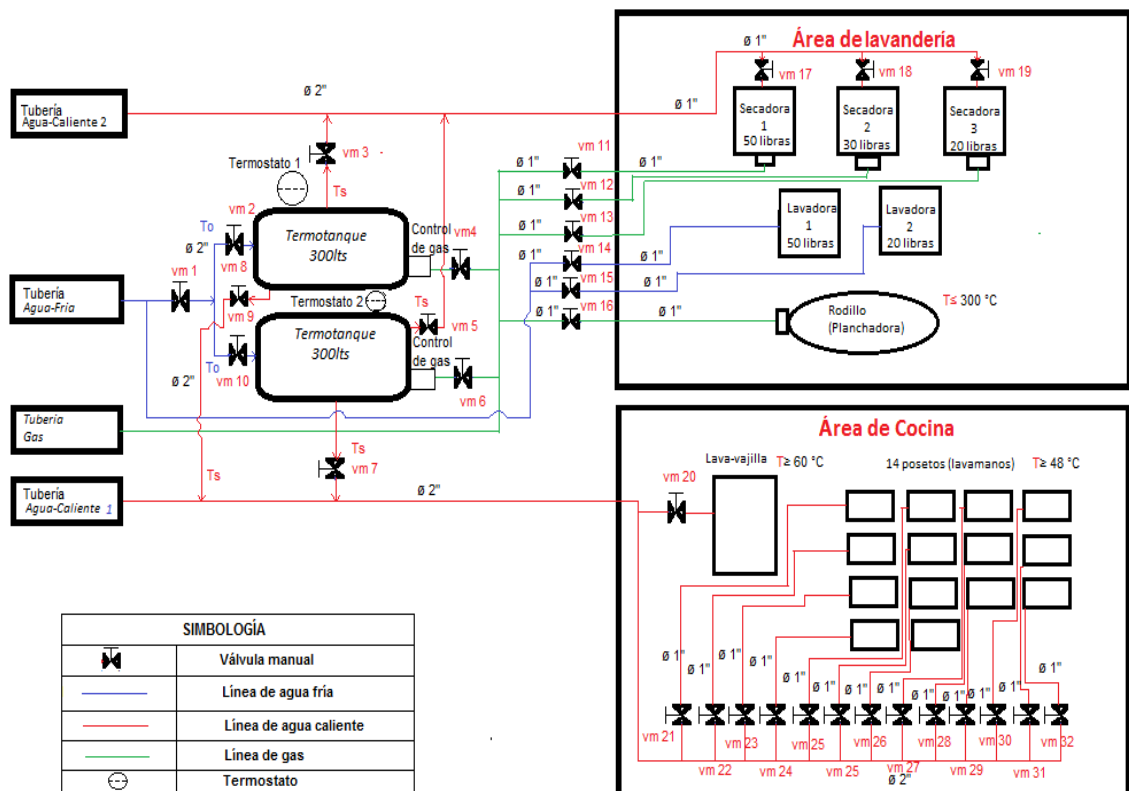 Área de lavandería
ø 1"
vm 17
vm 18
vm 19
ø 2"
ø 1"
Tubería
Agua-Caliente 2
Secadora
1
50 libras
Secadora
2
30 libras
Secadora
3
20 libras
vm 3
Termostato 1
Ts
vm 11
ø 1"
ø 1"
vm 12
ø 1"
vm 13
ø 1"
vm 14
ø 1"
ø 1"
vm 15
ø 1"
ø 1"
vm 16
ø 1"
ø 1"
Lavadora
1
50 libras
Lavadora
2
20 libras
T≤ 300 °C
Rodillo
(Planchadora)
vm 2
To
ø 2"
vm 8
Termotanque
300lts
Control
de gas
vm4
vm 1
Tubería
Agua-Fría
Termostato 2
Ts
vm 9
vm 5
Termotanque
300lts
Control
de gas
To
vm 10
ø 2"
vm 6
Tubería
Gas
Ts
vm 7
Ts
ø 2"
Tubería
Agua-Caliente 1
Área de Cocina
Lava-vajilla
T≥ 60 °C
14 posetos (lavamanos)
T≥ 48 °C
vm 20
ø 1"
ø 1"
ø 1"
ø 1"
ø 1"
ø 1"
ø 1"
ø 1"
ø 1"
ø 1"
ø 1"
ø 1"
vm 21
vm 22
vm 23
vm 24
vm 25
vm 25
vm 26
vm 27
vm 28
vm 29
vm 30
vm 31
vm 32
ø 2"
SIMBOLOGÍA
Válvula manual
Línea de agua fría
Línea de agua caliente
Línea de gas
Termostato